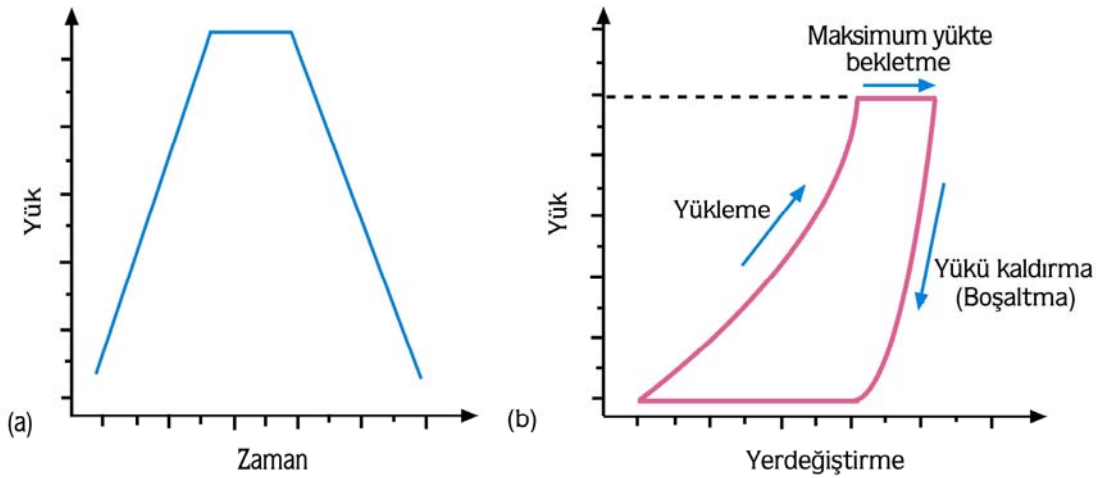 Yük
Zaman
(a)
Maksimum yükte
bekletme
Yükleme
Yük
Yükü kaldırma
(Boşaltma)
Yerdeğiştirme
(b)